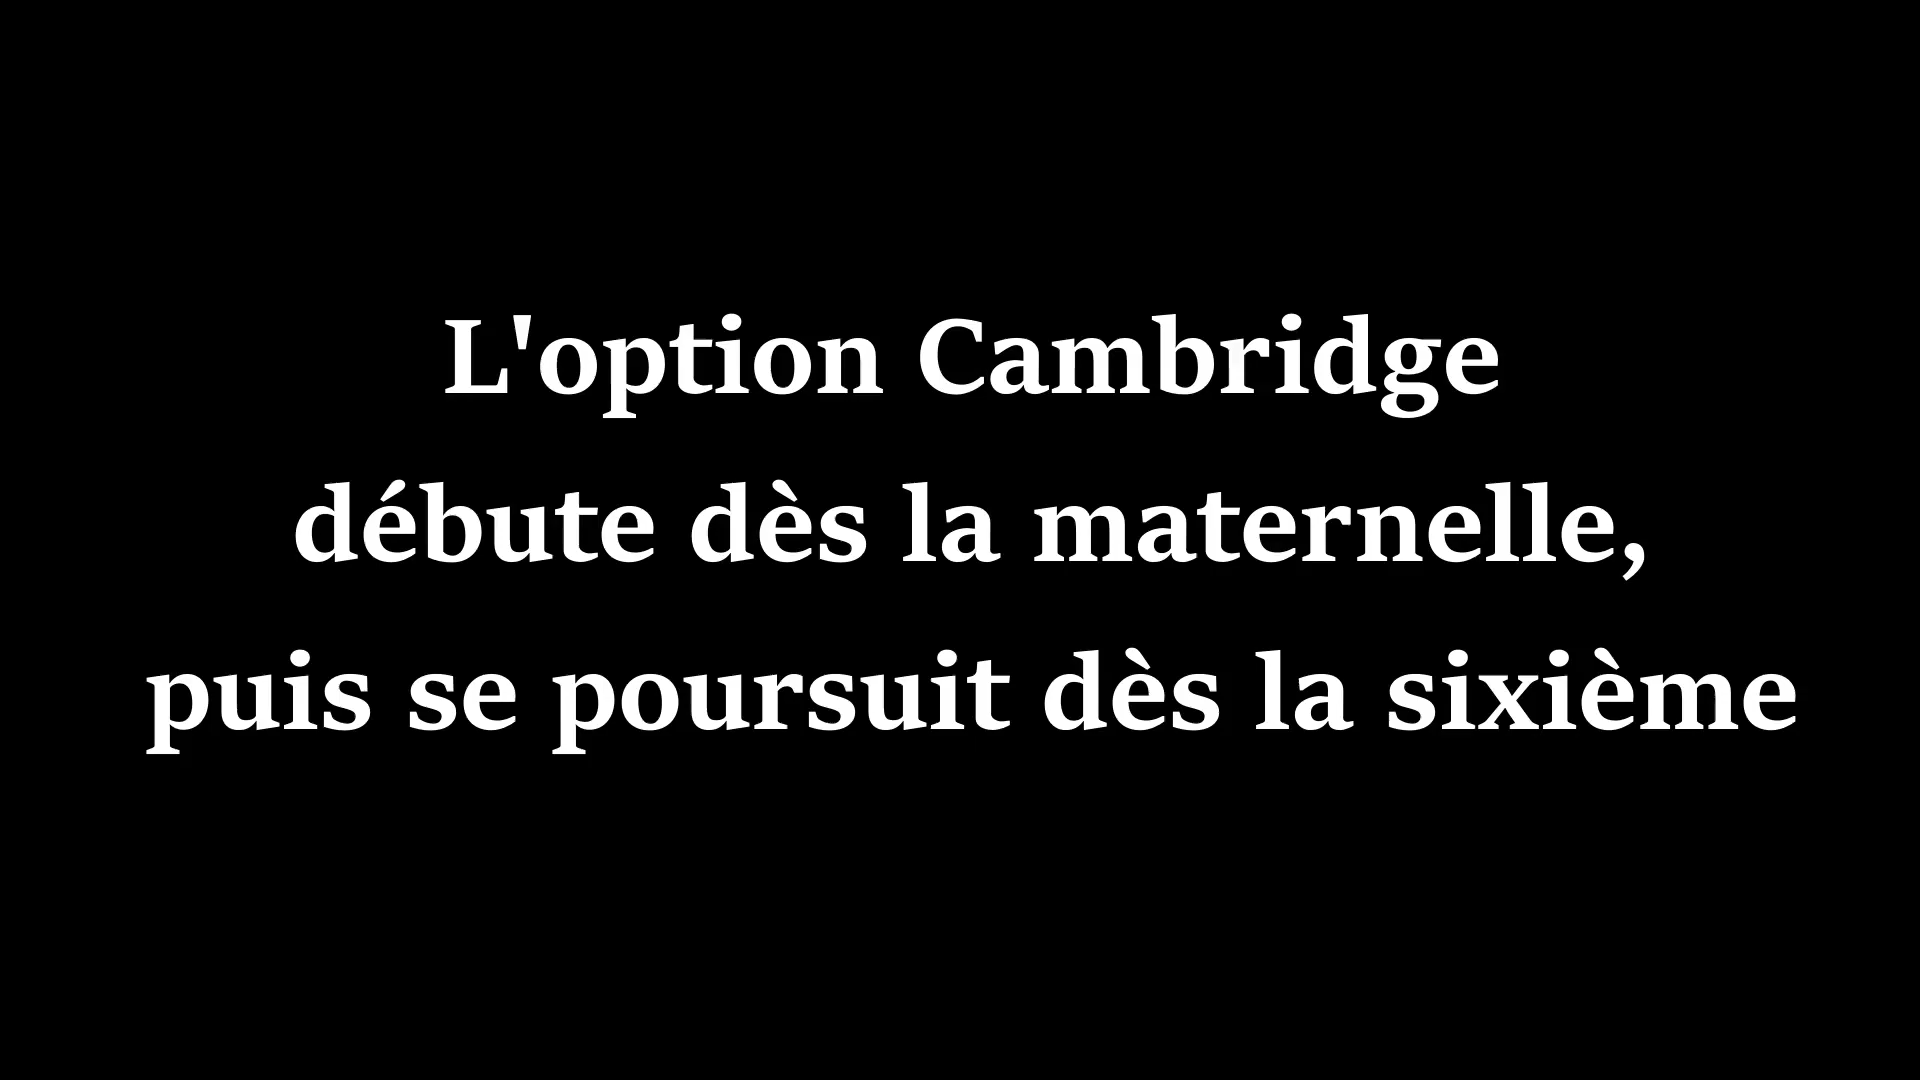 L'option Cambridge
débute dès la maternelle,
puis se poursuit dès la sixième